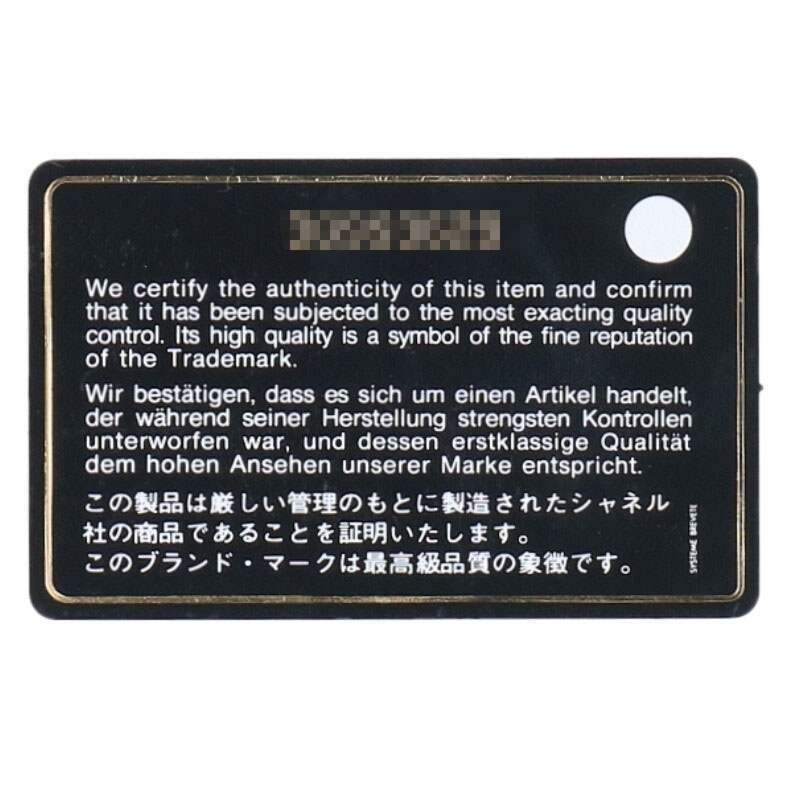 We certify the authenticity of this item and confirm
that it has been subjected to the most exacting quality
control. Its high quality is a symbol of the fine reputation
of the Trademark.
Wir bestätigen, dass es sich um einen Artikel handelt,
der während seiner Herstellung strengsten Kontrollen
unterworfen war, und dessen erstklassige Qualität
dem hohen Ansehen unserer Marke entspricht.
この製品は厳しい管理のもとに製造されたシャネル
社の商品であることを証明いたします。
このブランド・マークは最高級品質の象徴です。
SYSTEME BREVETE